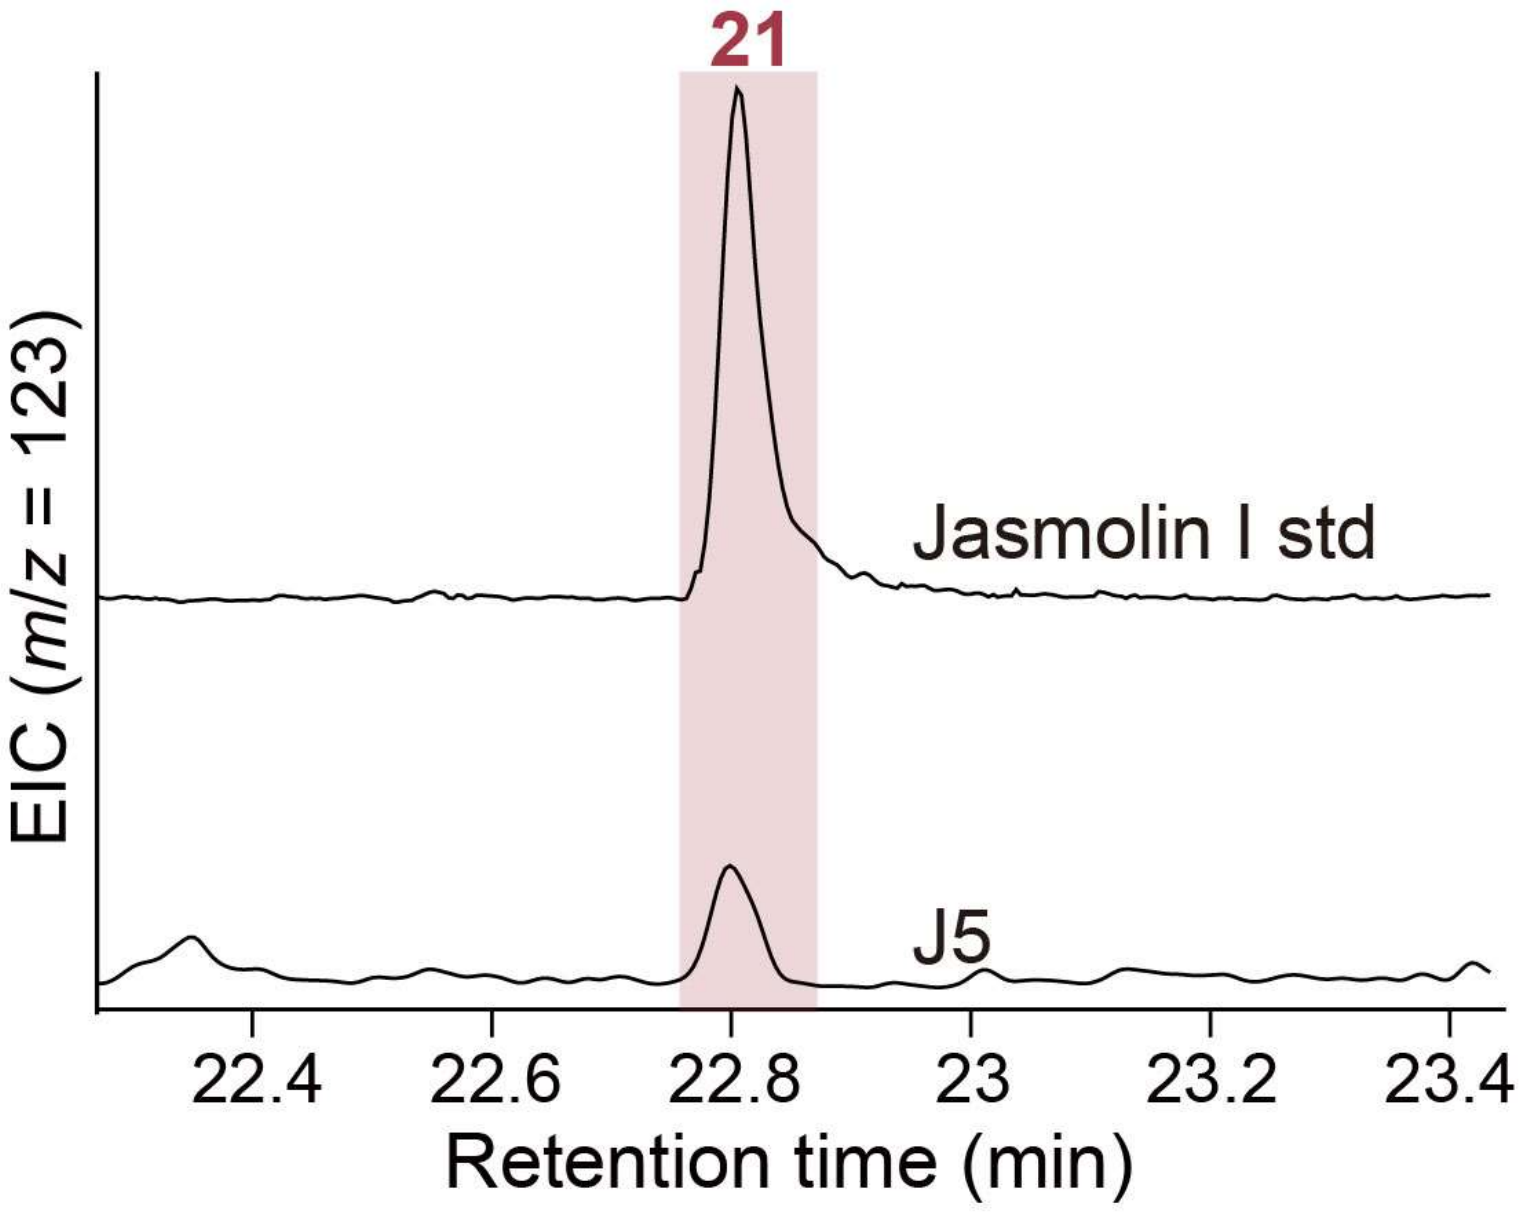 21
EIC (m/z = 123)
Jasmolin I std
J5
22.4 22.6 22.8 23 23.2 23.4
Retention time (min)